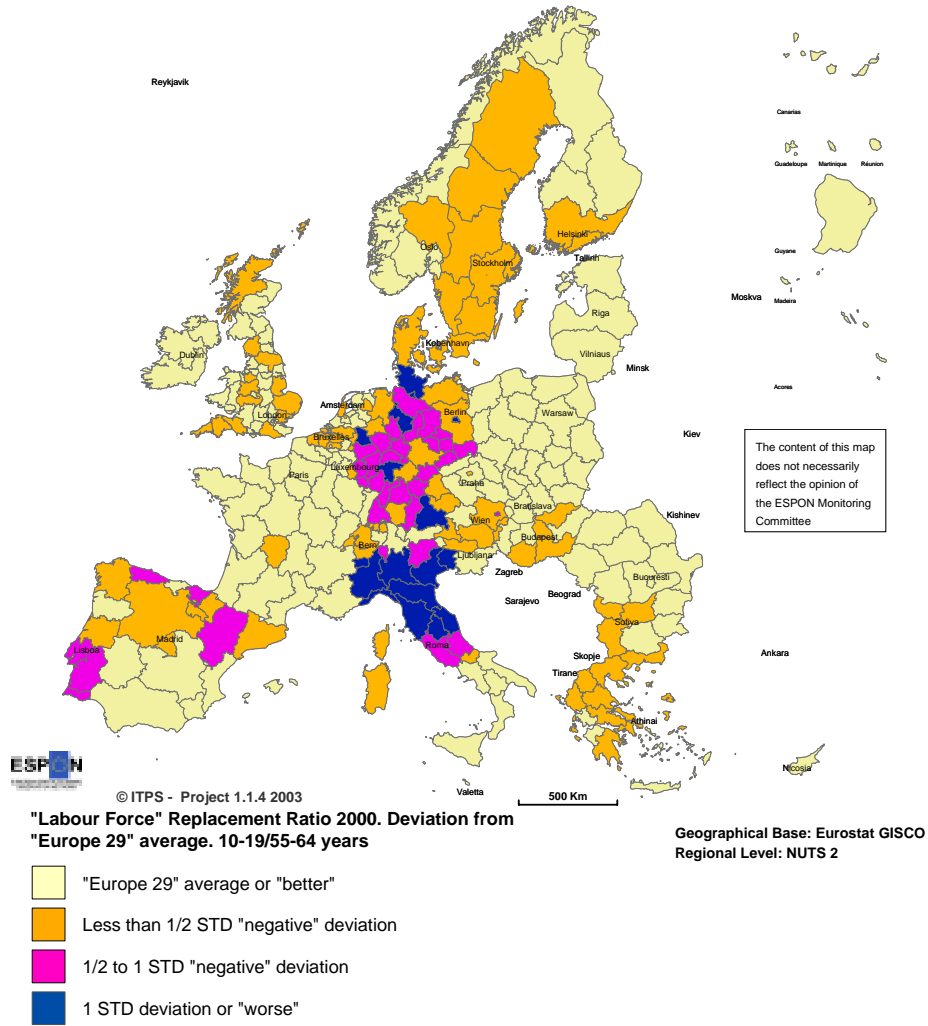 Reykjavik
Canarias
Guadeloupe Martinique Réunion
Oslo
Helsinki
Guyane
Stockholm
Tallinn
Moskva
Madeira
Riga
Dublin
Kobenhavn
Vilniaus
Minsk
Acores
Amsterdam
Berlin
Warsaw
London
Kiev
Bruxelles
The content of this map
does not necessarily
reflect the opinion of
the ESPON Monitoring
Committee
Luxembourg
Paris
Praha
Bratislava
Kishinev
Wien
Budapest
Bern
Ljubljana
Zagreb
Bucuresti
Beograd
Sarajevo
Sofiya
Madrid
Roma
Lisboa
Skopje
Ankara
Tirane
Athinai
ESPON
Nicosia
Valetta
500 Km
© ITPS - Project 1.1.4 2003
"Labour Force" Replacement Ratio 2000. Deviation from
"Europe 29" average. 10-19/55-64 years
Geographical Base: Eurostat GISCO
Regional Level: NUTS 2
"Europe 29" average or "better"
Less than 1/2 STD "negative" deviation
1/2 to 1 STD "negative" deviation
1 STD deviation or "worse"